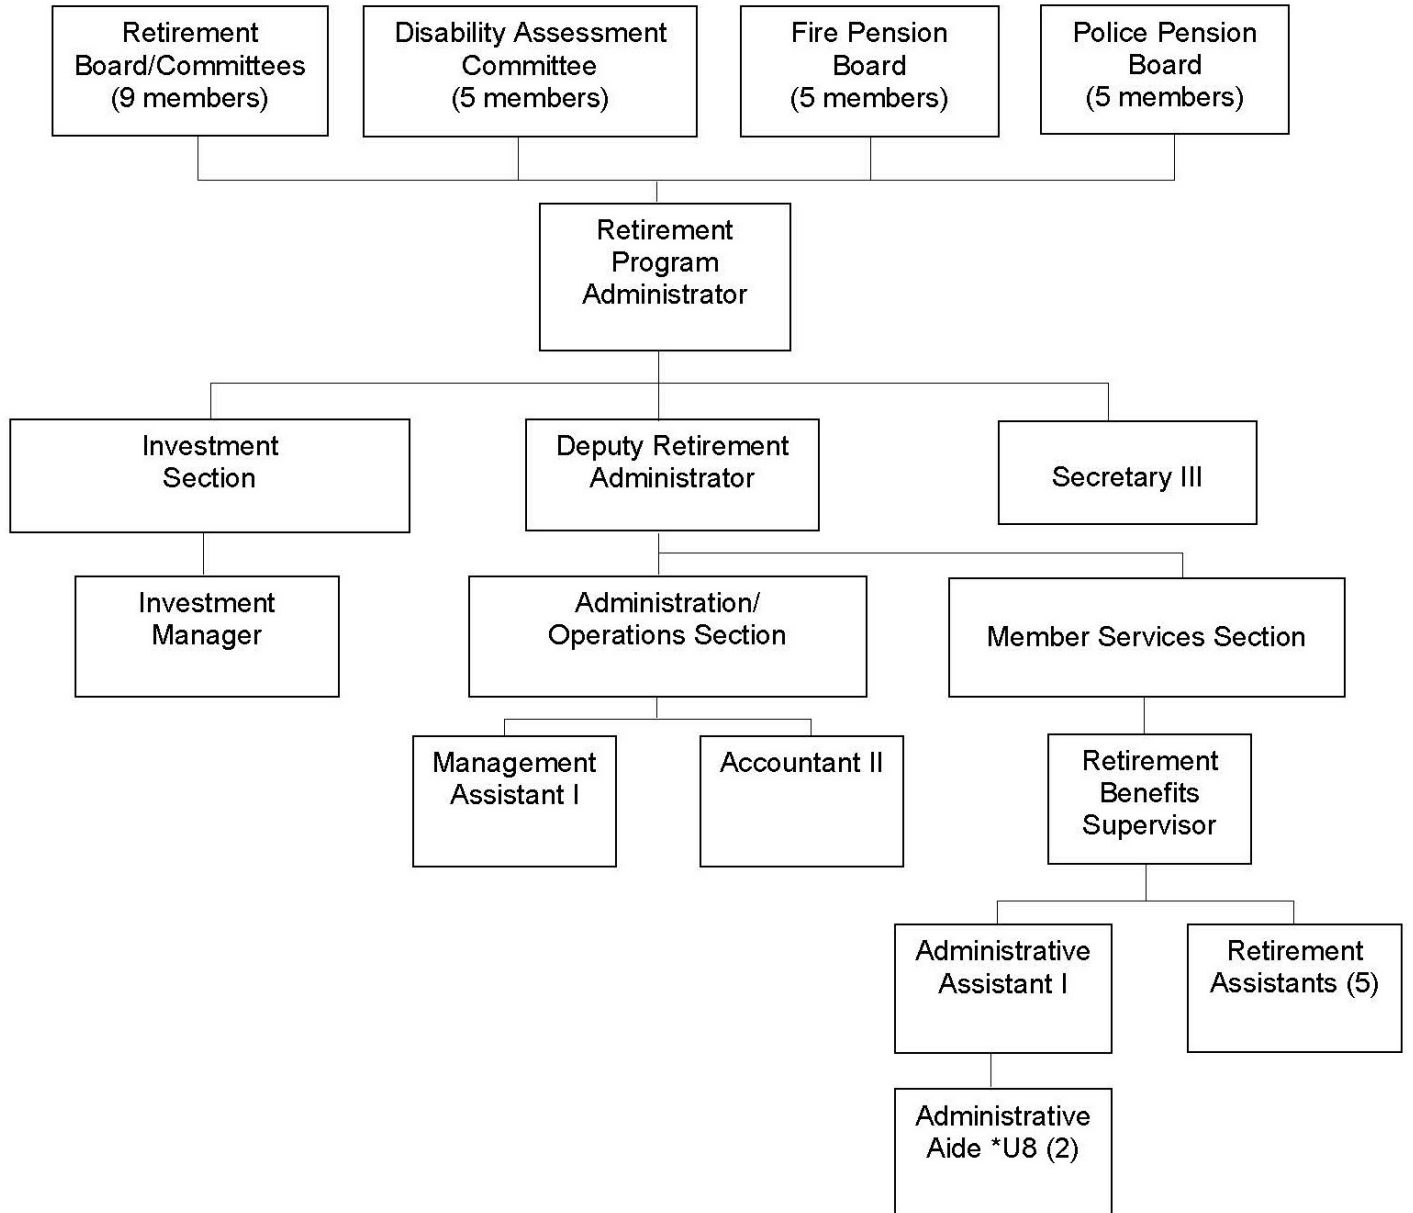 Retirement
Board/Committees
(9 members)
Disability Assessment
Committee
(5 members)
Fire Pension
Board
(5 members)
Police Pension
Board
(5 members)
Retirement
Program
Administrator
Investment
Section
Deputy Retirement
Administrator
Secretary III
Investment
Manager
Administration/
Operations Section
Member Services Section
Management
Assistant I
Accountant II
Retirement
Benefits
Supervisor
Administrative
Assistant I
Retirement
Assistants (5)
Administrative
Aide *U8 (2)